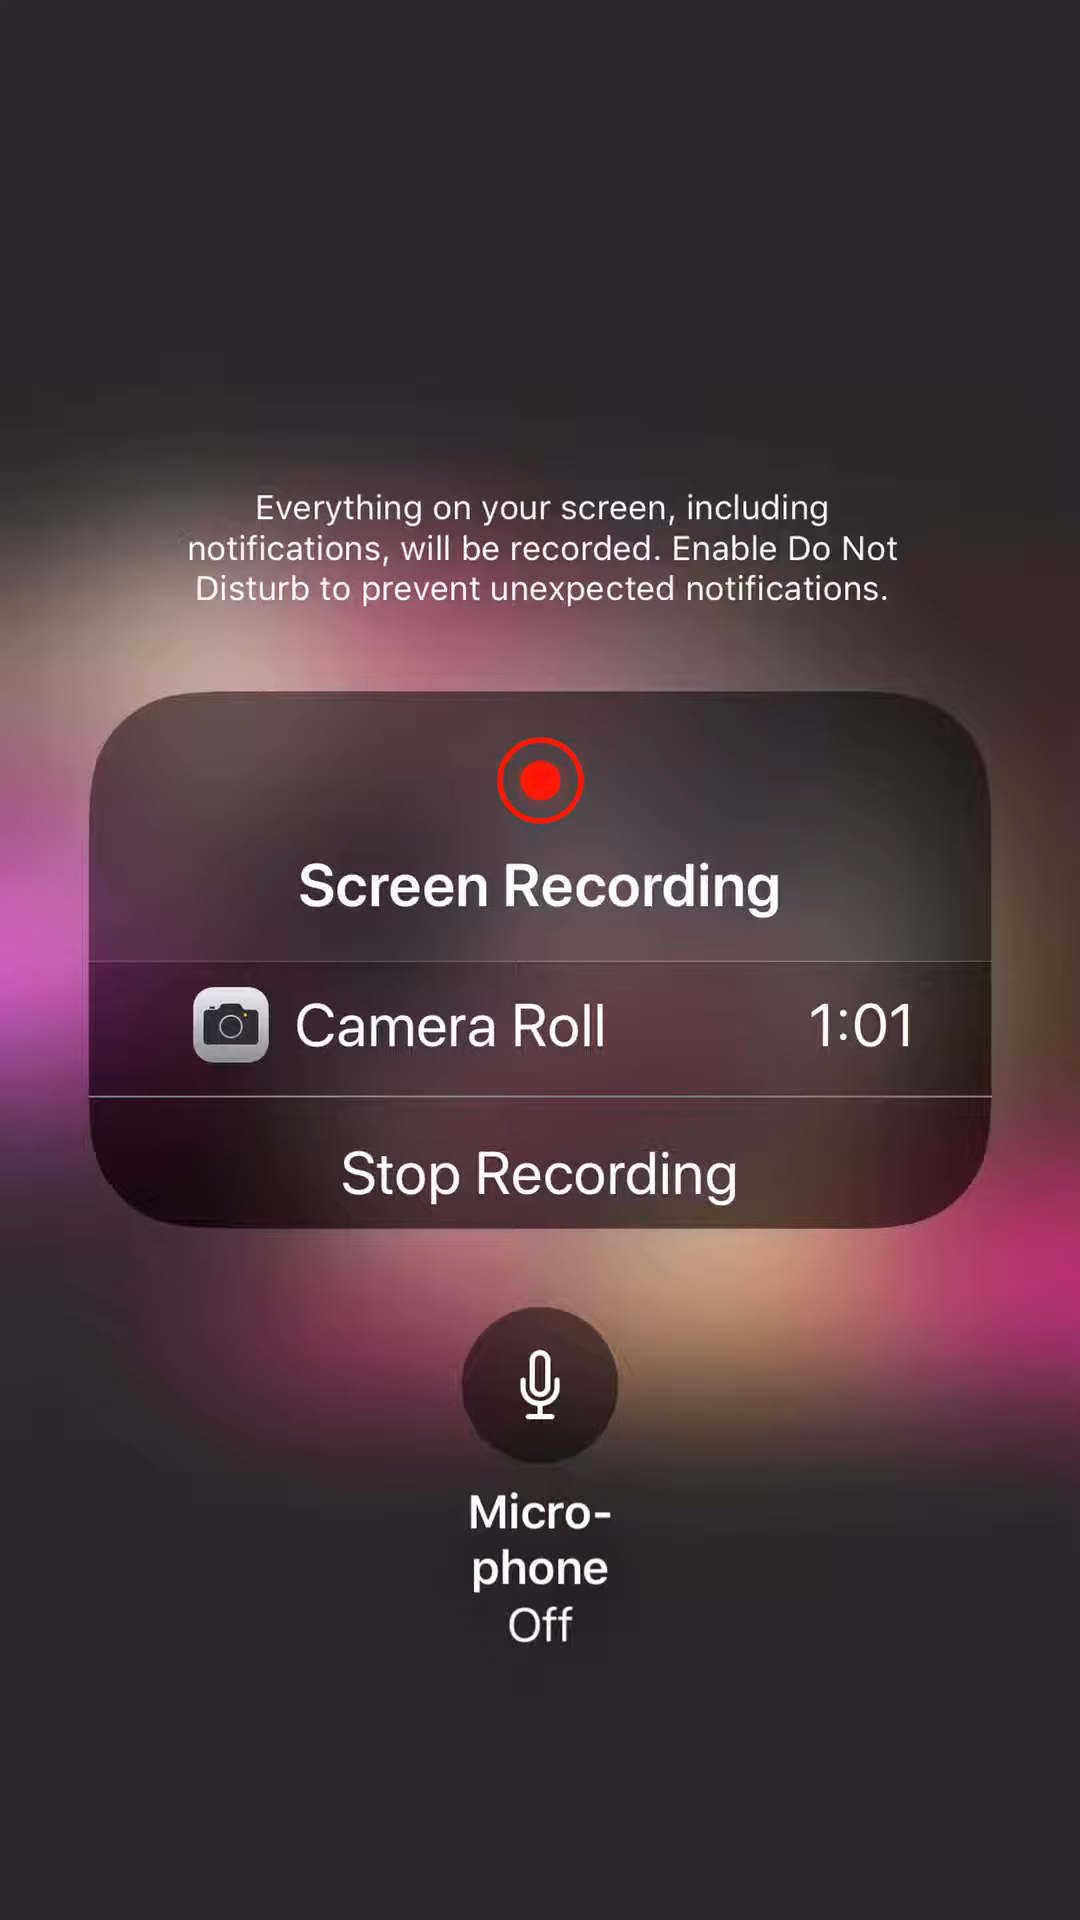 Everything on your screen, including
notifications, will be recorded. Enable Do Not
Disturb to prevent unexpected notifications.
Screen Recording
Camera Roll 1:01
Stop Recording
Micro-
phone
Off